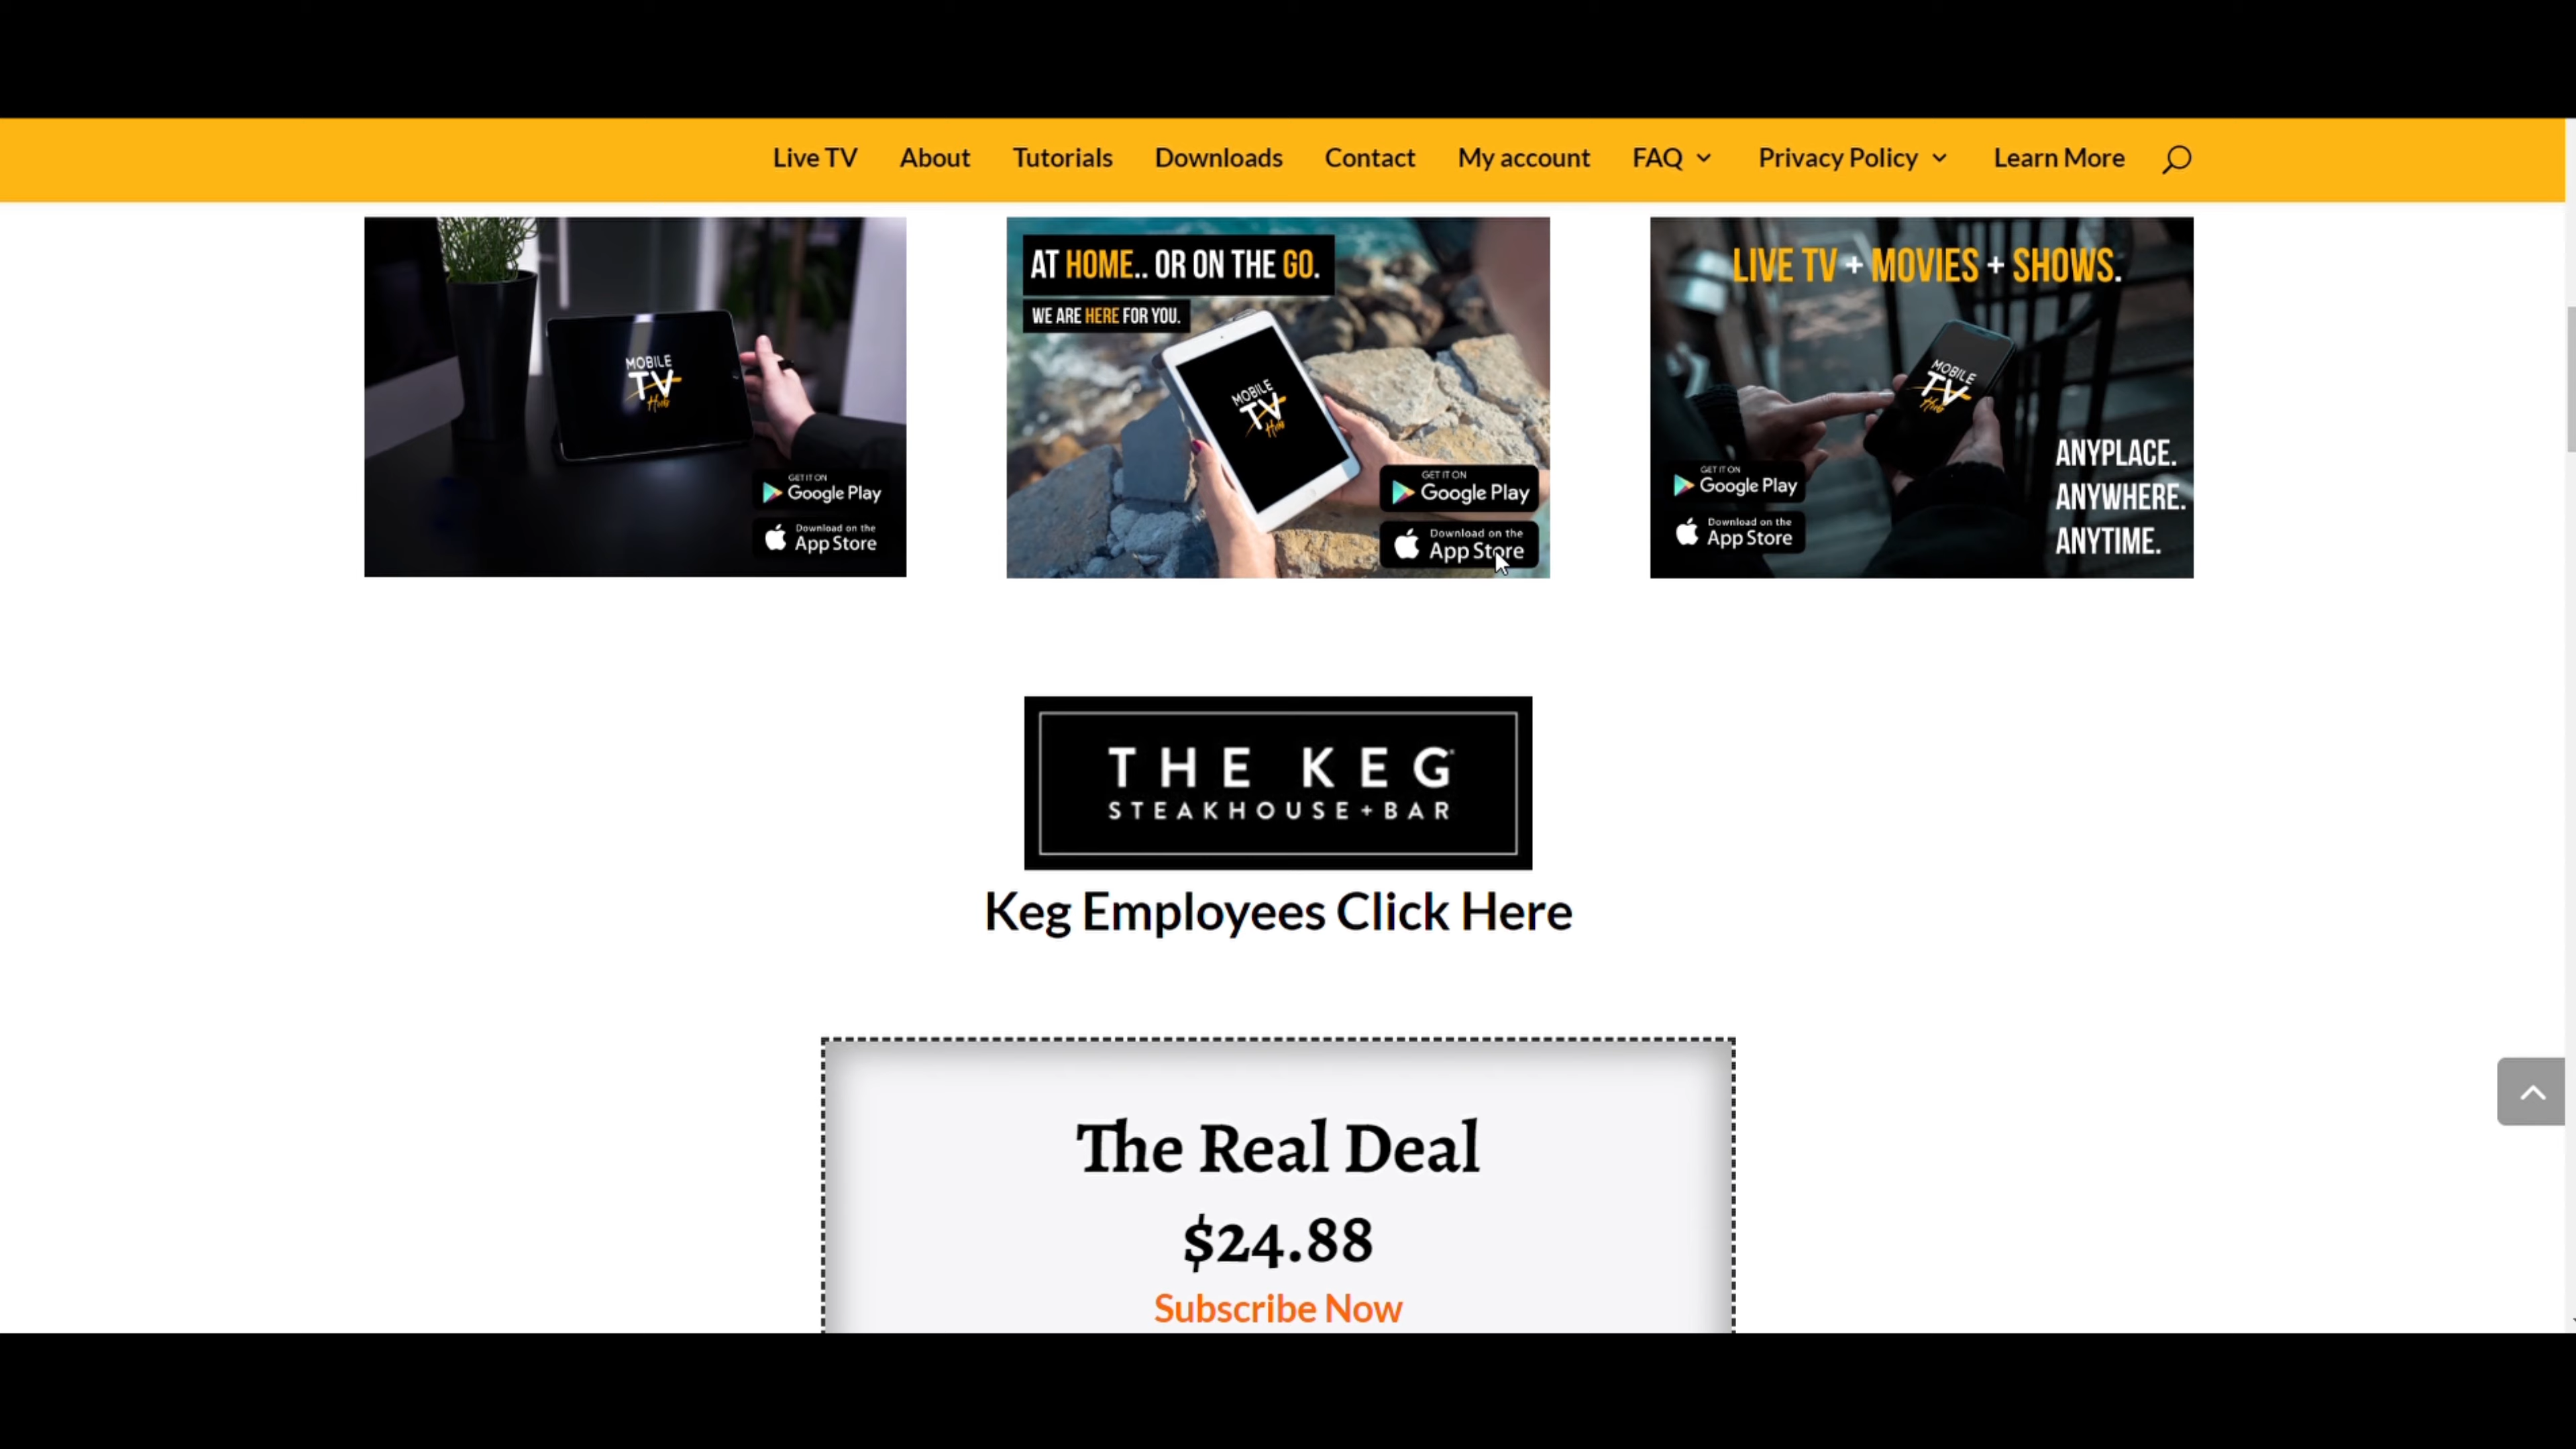 Live TV About Tutorials Downloads Contact My account FAQ Privacy Policy Learn More
MOBILE
TV
Hub
GET IT ON
Google Play
Download on the
App Store
AT HOME.. OR ON THE GO.
WE ARE HERE FOR YOU.
MOBILE
TV
Hub
GET IT ON
Google Play
Download on the
App Store
LIVE TV + MOVIES + SHOWS.
MOBILE
TV
Hub
GET IT ON
Google Play
Download on the
App Store
ANYPLACE.
ANYWHERE.
ANYTIME.
THE KEG
STEAKHOUSE + BAR
Keg Employees Click Here
The Real Deal
$24.88
Subscribe Now